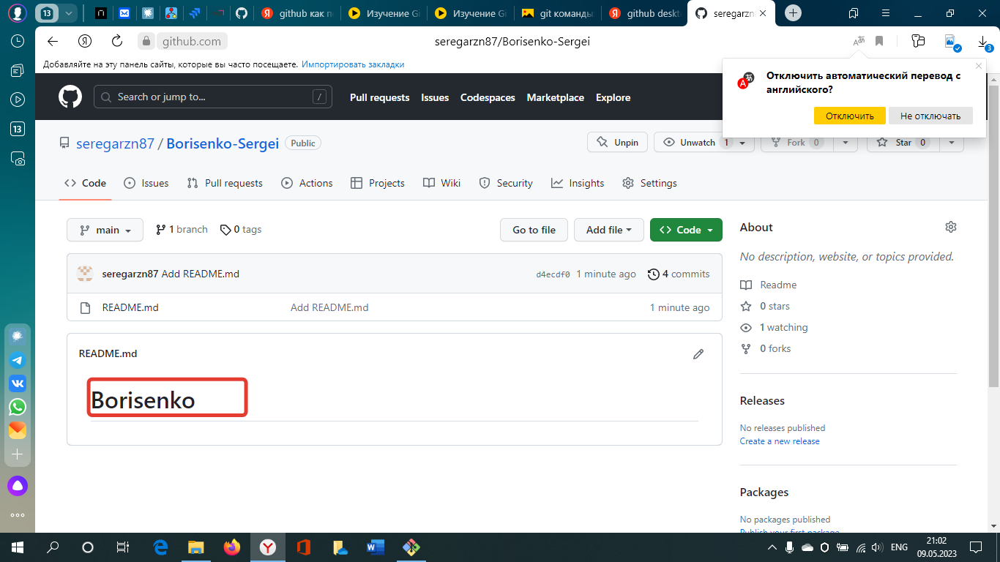 13
github как п
Изучение Gi
Изучение Gi
git команды
github deskt
seregarzn
github.com
seregarzn87/Borisenko-Sergei
3
Добавляйте на эту панель сайты, которые вы часто посещаете. Импортировать закладки
Отключить автоматический перевод с
английского?
Отключить
Не отключать
Search or jump to...
/
Pull requests
Issues
Codespaces
Marketplace
Explore
13
seregarzn87 / Borisenko-Sergei
Public
Unpin
Unwatch 1
Fork 0
Star 0
Code
Issues
Pull requests
Actions
Projects
Wiki
Security
Insights
Settings
main
1 branch
0 tags
Go to file
Add file
Code
About
No description, website, or topics provided.
seregarzn87 Add README.md
d4ecdf0 1 minute ago
4 commits
README.md
Add README.md
1 minute ago
Readme
0 stars
1 watching
0 forks
README.md
Borisenko
Releases
No releases published
Create a new release
Packages
No packages published
Publish your first package
ENG
21:02
09.05.2023